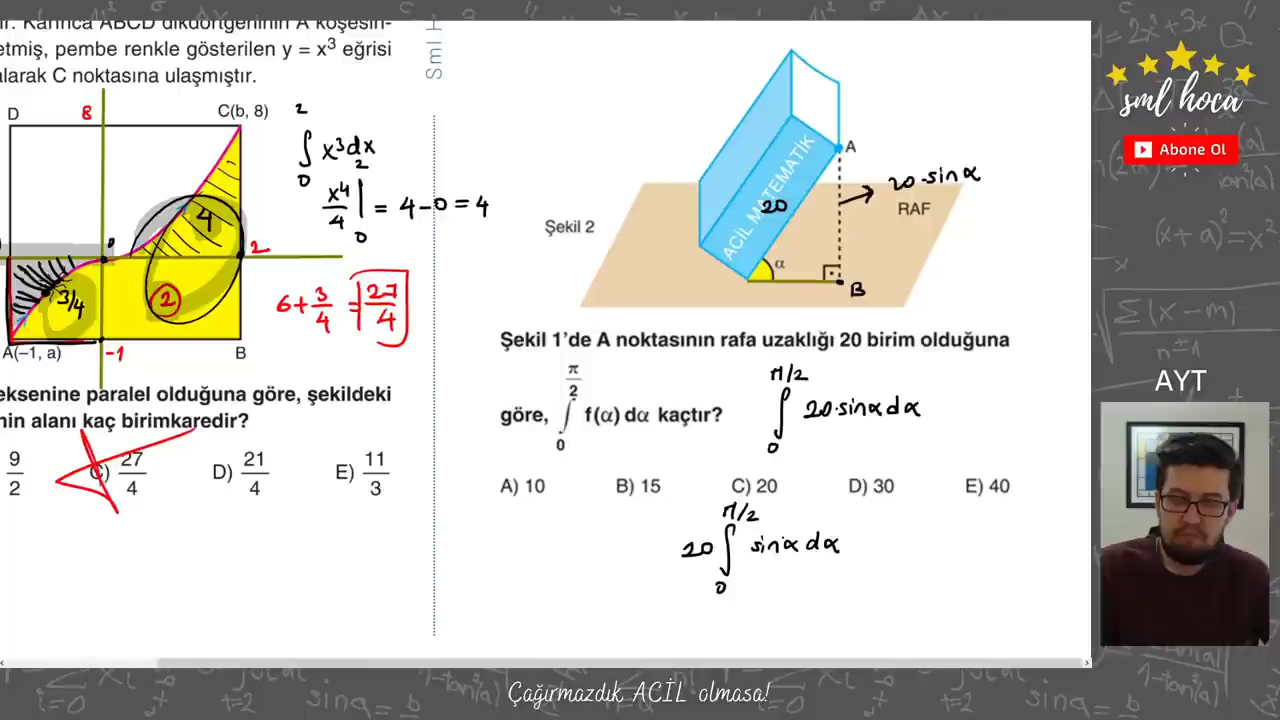 ır. Karınca ABCD dikdörtgeninin A köşesin-
etmiş, pembe renkle gösterilen y = x³ eğrisi
alarak C noktasına ulaşmıştır.
D
8
C(b, 8)
4
2
2
3/4
A(−1, a)
-1
B
2
∫ x³dx
0
x⁴/4 |₀² = 4-0=4
6+3/4 = 27/4
eksenine paralel olduğuna göre, şekildeki
nin alanı kaç birimkaredir?
9/2
C) 27/4
D) 21/4
E) 11/3
Sml H
ACİL MATEMATİK
20
A
20·sinα
RAF
Şekil 2
α
B
Şekil 1'de A noktasının rafa uzaklığı 20 birim olduğuna
göre, ∫₀^(π/2) f(α) dα kaçtır?
π/2
∫ 20·sinαdα
0
A) 10 B) 15 C) 20 D) 30 E) 40
π/2
20 ∫ sinα dα
0
sml hoca
Abone Ol
AYT
Çağırmazdık ACİL olmasa!